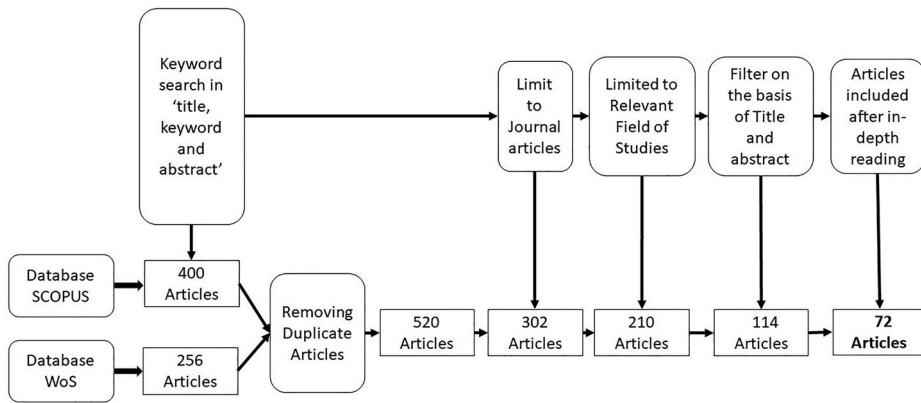 Keyword
search in
‘title,
keyword
and
abstract’
Limit
to
Journal
articles
Limited to
Relevant
Field of
Studies
Filter on
the basis
of Title
and
abstract
Articles
included
after in-
depth
reading
Database
SCOPUS
400
Articles
Removing
Duplicate
Articles
520
Articles
302
Articles
210
Articles
114
Articles
72
Articles
Database
WoS
256
Articles